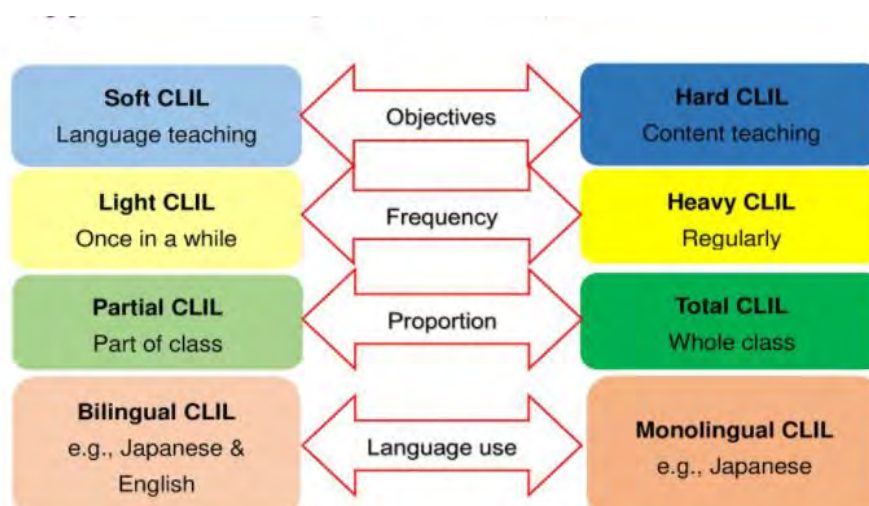 Soft CLIL
Language teaching
Objectives
Hard CLIL
Content teaching
Light CLIL
Once in a while
Frequency
Heavy CLIL
Regularly
Partial CLIL
Part of class
Proportion
Total CLIL
Whole class
Bilingual CLIL
e.g., Japanese &
English
Language use
Monolingual CLIL
e.g., Japanese